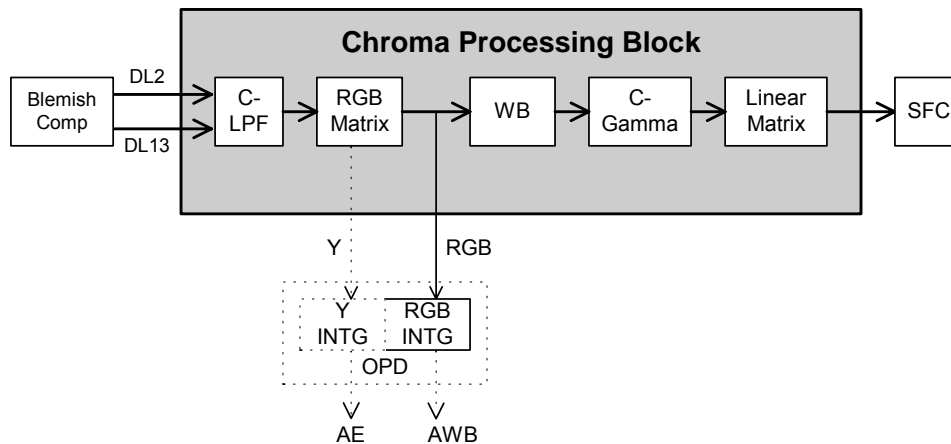 Chroma Processing Block
DL2
Blemish
Comp
DL13
C-
LPF
RGB
Matrix
WB
C-
Gamma
Linear
Matrix
SFC
Y
RGB
Y
INTG
RGB
INTG
OPD
AE
AWB